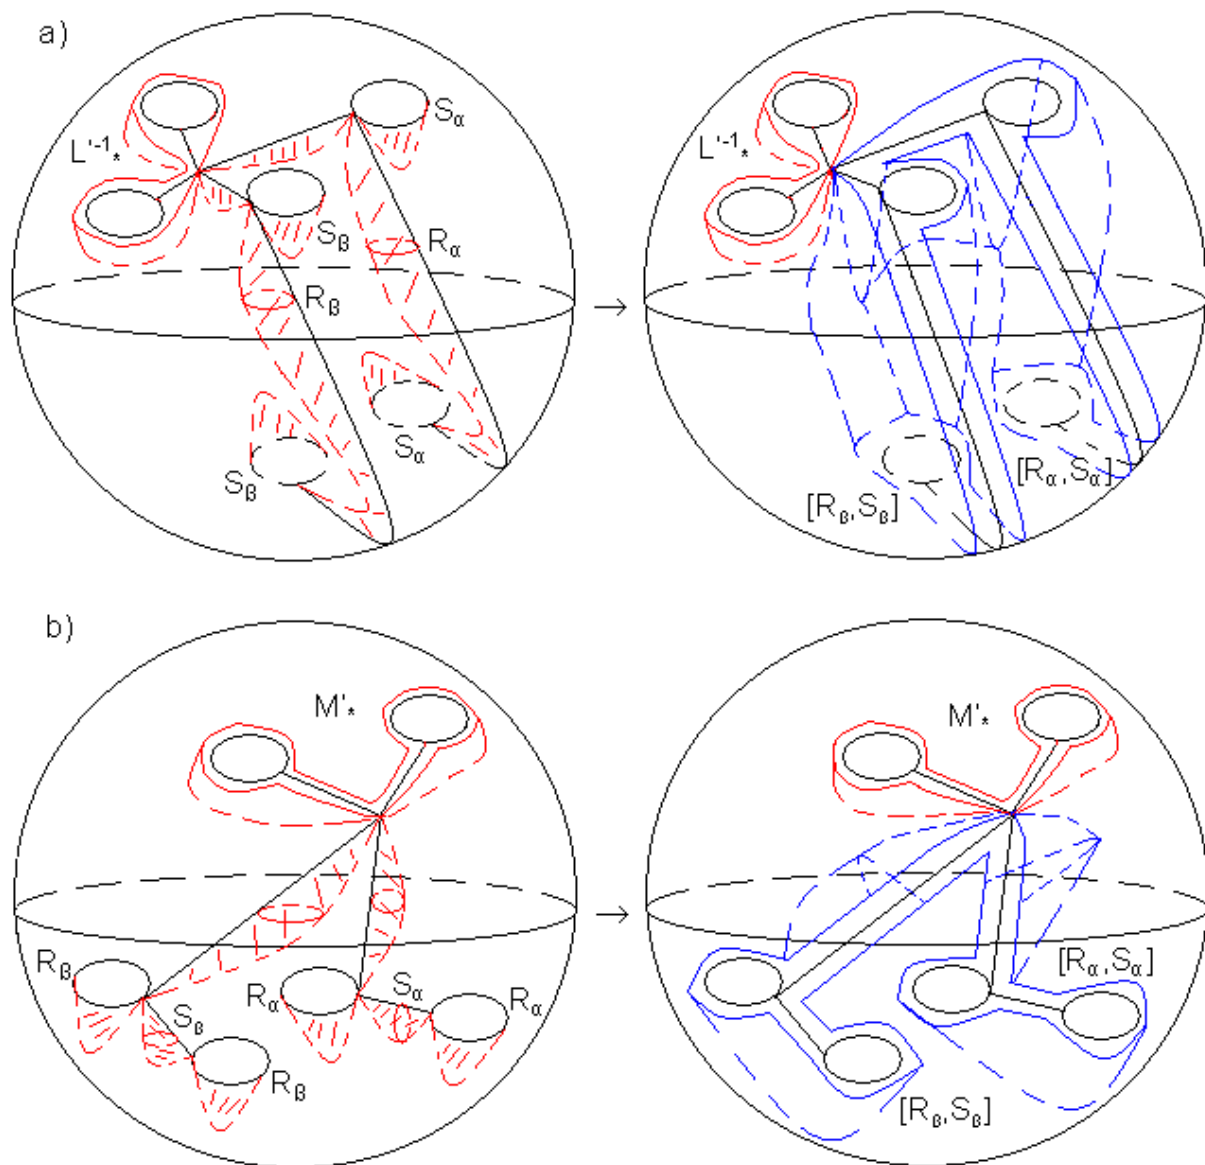 a)
L'⁻¹*
Sα
Sβ
Rα
Rβ
Sα
Sβ
→
L'⁻¹*
[Rα,Sα]
[Rβ,Sβ]
b)
M'*
Rβ
Sβ
Rα
Sα
Rα
Rβ
→
M'*
[Rα,Sα]
[Rβ,Sβ]